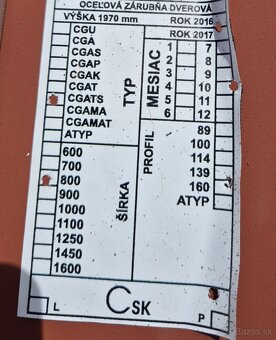 OCEĽOVÁ ZÁRUBŇA DVEROVÁ
VÝŠKA 1970 mm ROK 2016
ROK 2017
CGU
CGA
CGAS
CGAP
CGAK
CGAT
CGATS
CGAMA
CGAMAT
ATYP
TYP
MESIAC
1 7
2 8
3 9
4 10
5 11
6 12
600
700
800
900
1000
1100
1250
1450
1600
ŠÍRKA
PROFIL
89
100
114
139
160
ATYP
L CSK P
Bazos.sk